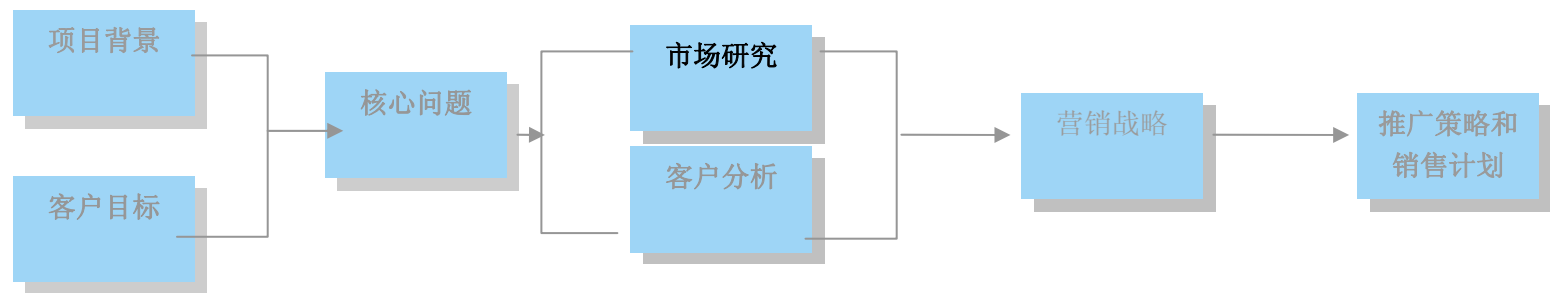 项目背景
客户目标
核心问题
市场研究
客户分析
营销战略
推广策略和
销售计划